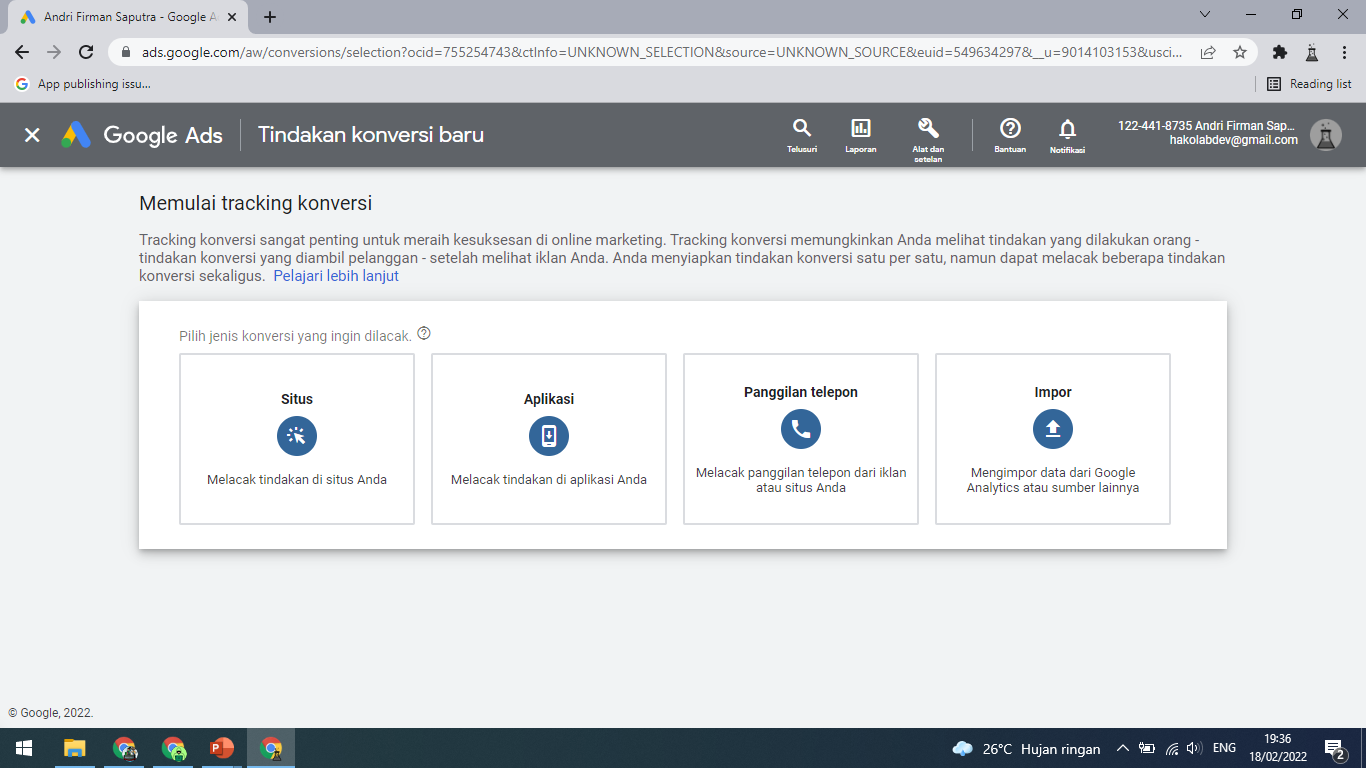 Andri Firman Saputra - Google A
ads.google.com/aw/conversions/selection?ocid=755254743&ctInfo=UNKNOWN_SELECTION&source=UNKNOWN_SOURCE&euid=549634297&__u=9014103153&usci...
App publishing issu...
Reading list
Google Ads
Tindakan konversi baru
Telusuri
Laporan
Alat dan
setelan
Bantuan
Notifikasi
122-441-8735 Andri Firman Sap...
hakolabdev@gmail.com
Memulai tracking konversi
Tracking konversi sangat penting untuk meraih kesuksesan di online marketing. Tracking konversi memungkinkan Anda melihat tindakan yang dilakukan orang -
tindakan konversi yang diambil pelanggan - setelah melihat iklan Anda. Anda menyiapkan tindakan konversi satu per satu, namun dapat melacak beberapa tindakan
konversi sekaligus. Pelajari lebih lanjut
Pilih jenis konversi yang ingin dilacak.
Situs
Melacak tindakan di situs Anda
Aplikasi
Melacak tindakan di aplikasi Anda
Panggilan telepon
Melacak panggilan telepon dari iklan
atau situs Anda
Impor
Mengimpor data dari Google
Analytics atau sumber lainnya
© Google, 2022.
26°C Hujan ringan
ENG
19:36
18/02/2022
2